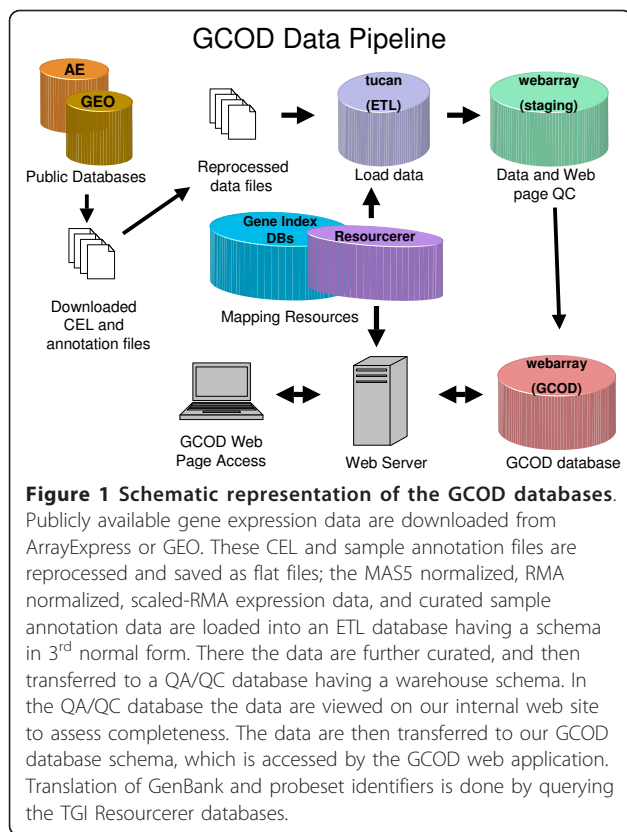 GCOD Data Pipeline
AE
GEO
Public Databases
Reprocessed
data files
tucan
(ETL)
Load data
webarray
(staging)
Data and Web
page QC
Downloaded
CEL and
annotation files
Gene Index
DBs
Resourcerer
Mapping Resources
GCOD Web
Page Access
Web Server
webarray
(GCOD)
GCOD database
Figure 1 Schematic representation of the GCOD databases.
Publicly available gene expression data are downloaded from
ArrayExpress or GEO. These CEL and sample annotation files are
reprocessed and saved as flat files; the MAS5 normalized, RMA
normalized, scaled-RMA expression data, and curated sample
annotation data are loaded into an ETL database having a schema
in 3rd normal form. There the data are further curated, and then
transferred to a QA/QC database having a warehouse schema. In
the QA/QC database the data are viewed on our internal web site
to assess completeness. The data are then transferred to our GCOD
database schema, which is accessed by the GCOD web application.
Translation of GenBank and probeset identifiers is done by querying
the TGI Resourcerer databases.